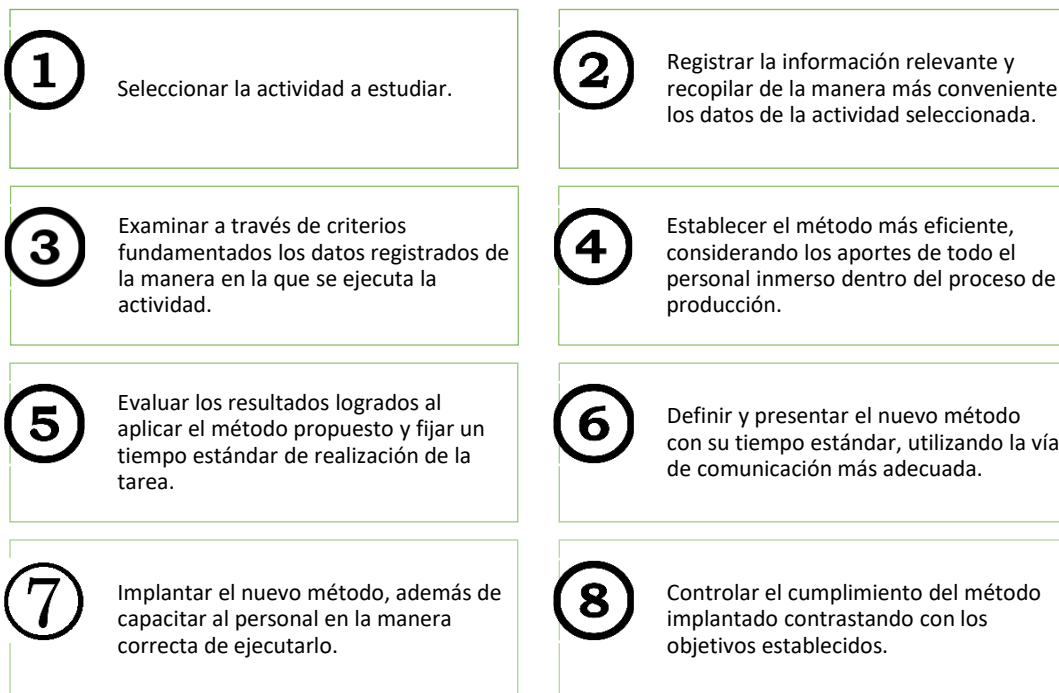 1
Seleccionar la actividad a estudiar.
2
Registrar la información relevante y
recopilar de la manera más conveniente
los datos de la actividad seleccionada.
3
Examinar a través de criterios
fundamentados los datos registrados de
la manera en la que se ejecuta la
actividad.
4
Establecer el método más eficiente,
considerando los aportes de todo el
personal inmerso dentro del proceso de
producción.
5
Evaluar los resultados logrados al
aplicar el método propuesto y fijar un
tiempo estándar de realización de la
tarea.
6
Definir y presentar el nuevo método
con su tiempo estándar, utilizando la vía
de comunicación más adecuada.
7
Implantar el nuevo método, además de
capacitar al personal en la manera
correcta de ejecutarlo.
8
Controlar el cumplimiento del método
implantado contrastando con los
objetivos establecidos.